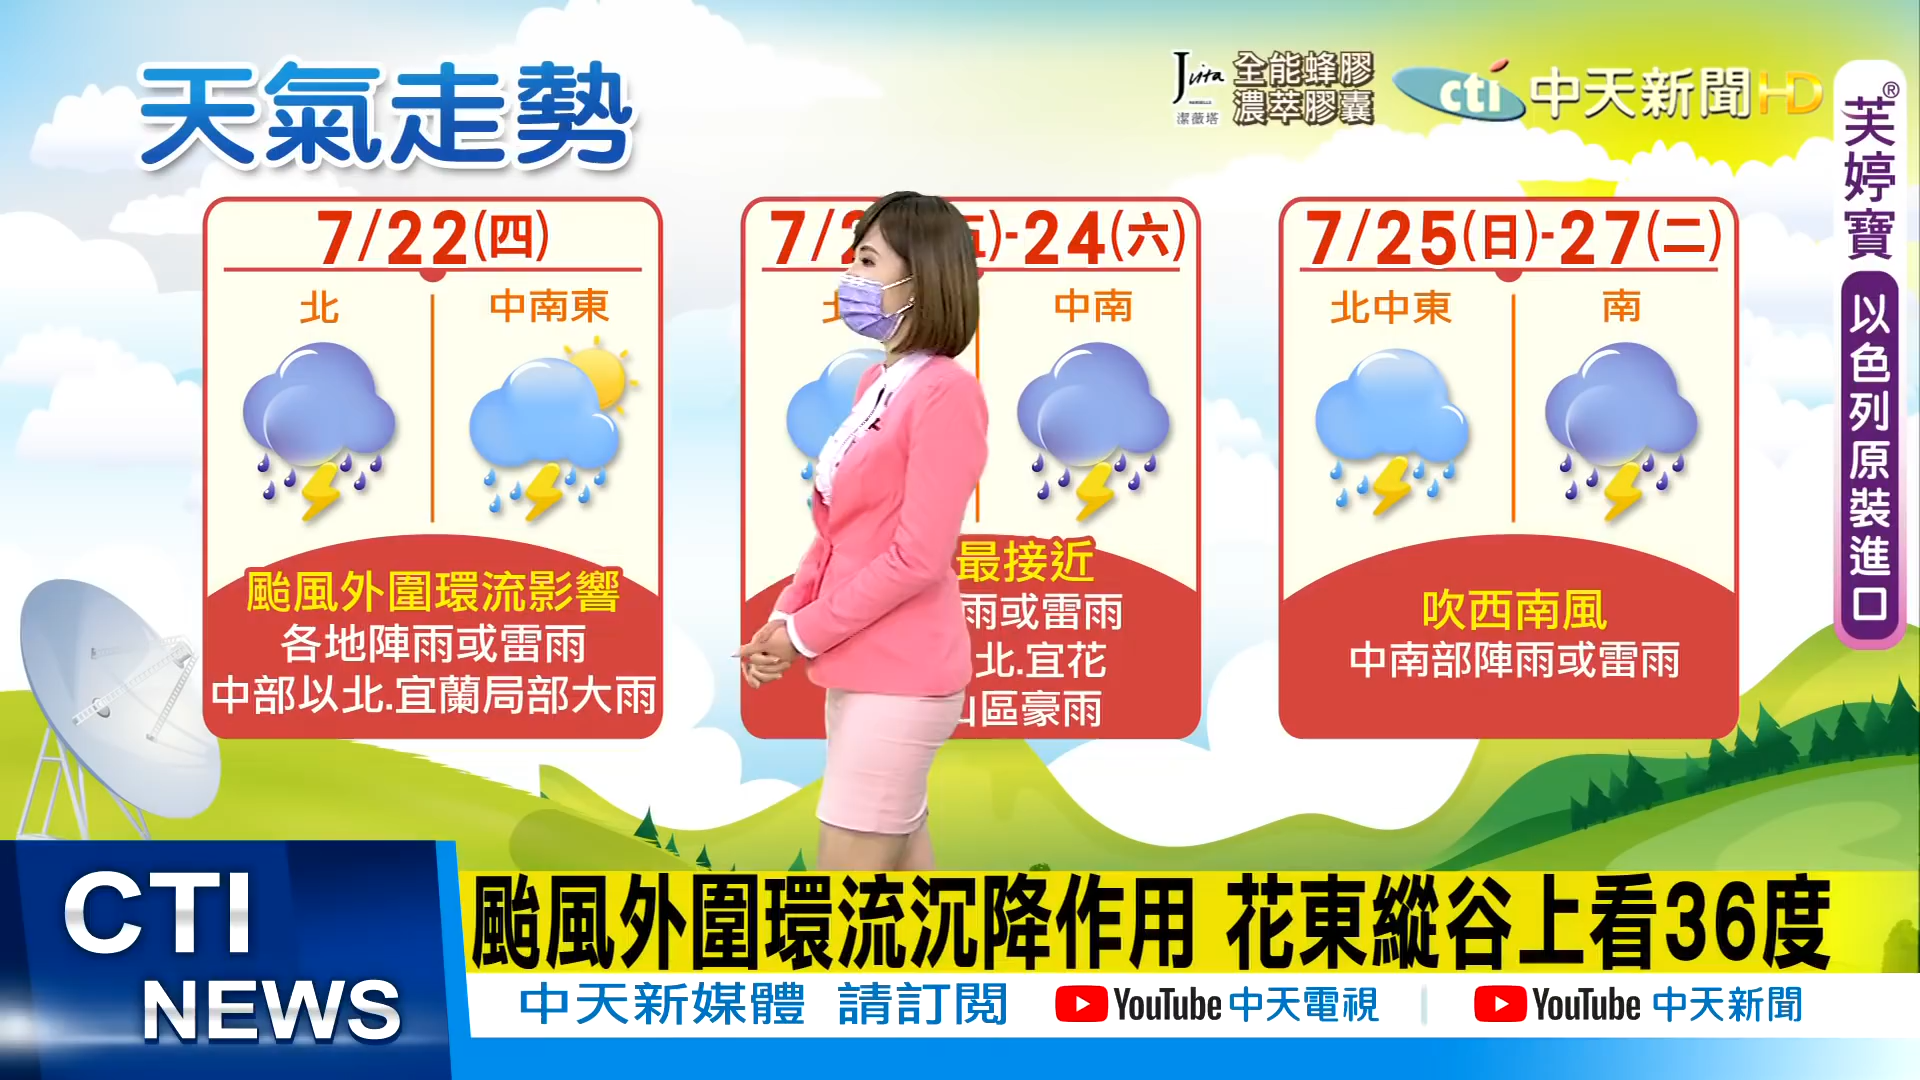 天氣走勢
Jvita
MARSEILLE
潔薇塔
全能蜂膠
濃萃膠囊
cti 中天新聞HD
芙婷寶®
以色列原裝進口
7/22(四)
北
中南東
颱風外圍環流影響
各地陣雨或雷雨
中部以北.宜蘭局部大雨
-24(六)
中南
最接近
雨或雷雨
北.宜花
區豪雨
7/25(日)-27(二)
北中東
南
吹西南風
中南部陣雨或雷雨
CTI
NEWS
颱風外圍環流沉降作用 花東縱谷上看36度
中天新媒體 請訂閱 YouTube 中天電視 | YouTube 中天新聞